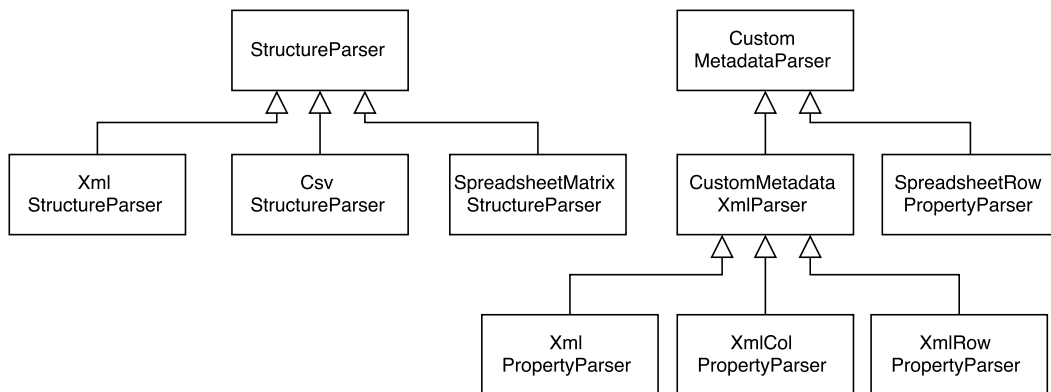 StructureParser
Custom
MetadataParser
Xml
StructureParser
Csv
StructureParser
SpreadsheetMatrix
StructureParser
CustomMetadata
XmlParser
SpreadsheetRow
PropertyParser
Xml
PropertyParser
XmlCol
PropertyParser
XmlRow
PropertyParser